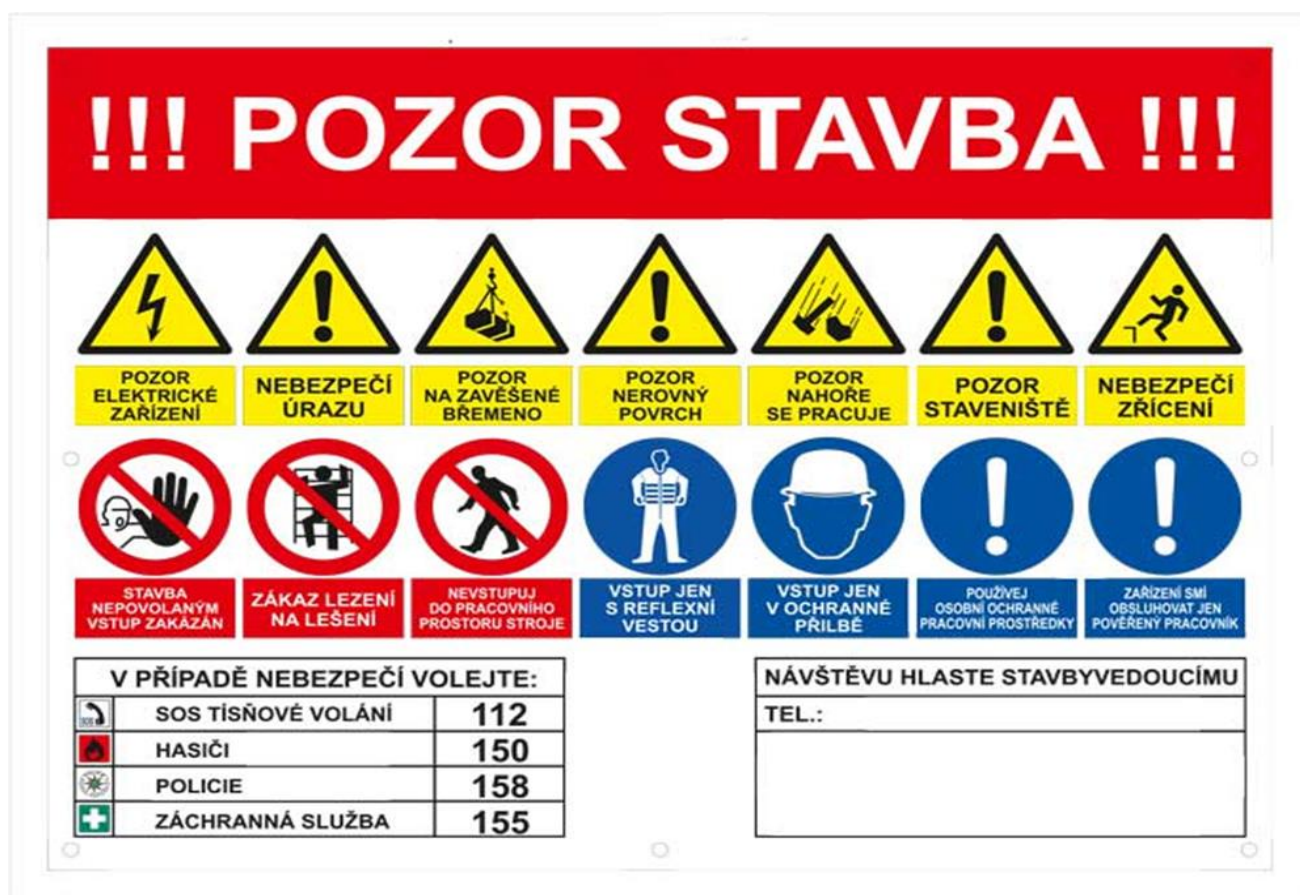 !!! POZOR STAVBA !!!
POZOR
ELEKTRICKÉ
ZAŘÍZENÍ
NEBEZPEČÍ
ÚRAZU
POZOR
NA ZAVĚŠENÉ
BŘEMENO
POZOR
NEROVNÝ
POVRCH
POZOR
NAHOŘE
SE PRACUJE
POZOR
STAVENIŠTĚ
NEBEZPEČÍ
ZŘÍCENÍ
STAVBA
NEPOVOLANÝM
VSTUP ZAKÁZÁN
ZÁKAZ LEZENÍ
NA LEŠENÍ
NEVSTUPUJ
DO PRACOVNÍHO
PROSTORU STROJE
VSTUP JEN
S REFLEXNÍ
VESTOU
VSTUP JEN
V OCHRANNÉ
PŘILBĚ
POUŽÍVEJ
OSOBNÍ OCHRANNÉ
PRACOVNÍ PROSTŘEDKY
ZAŘÍZENÍ SMÍ
OBSLUHOVAT JEN
POVĚŘENÝ PRACOVNÍK
V PŘÍPADĚ NEBEZPEČÍ VOLEJTE:
SOS SOS TÍSŇOVÉ VOLÁNÍ 112
HASIČI 150
POLICIE 158
ZÁCHRANNÁ SLUŽBA 155
NÁVŠTĚVU HLASTE STAVBYVEDOUCÍMU
TEL.: